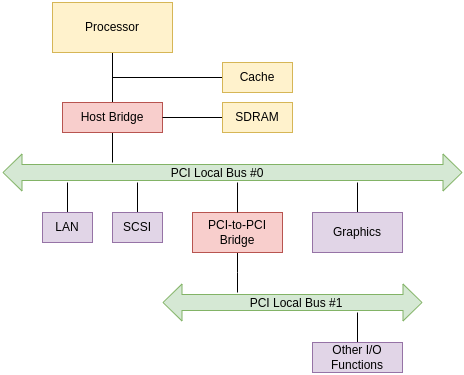 Processor
Cache
Host Bridge
SDRAM
PCI Local Bus #0
LAN
SCSI
PCI-to-PCI
Bridge
Graphics
PCI Local Bus #1
Other I/O
Functions